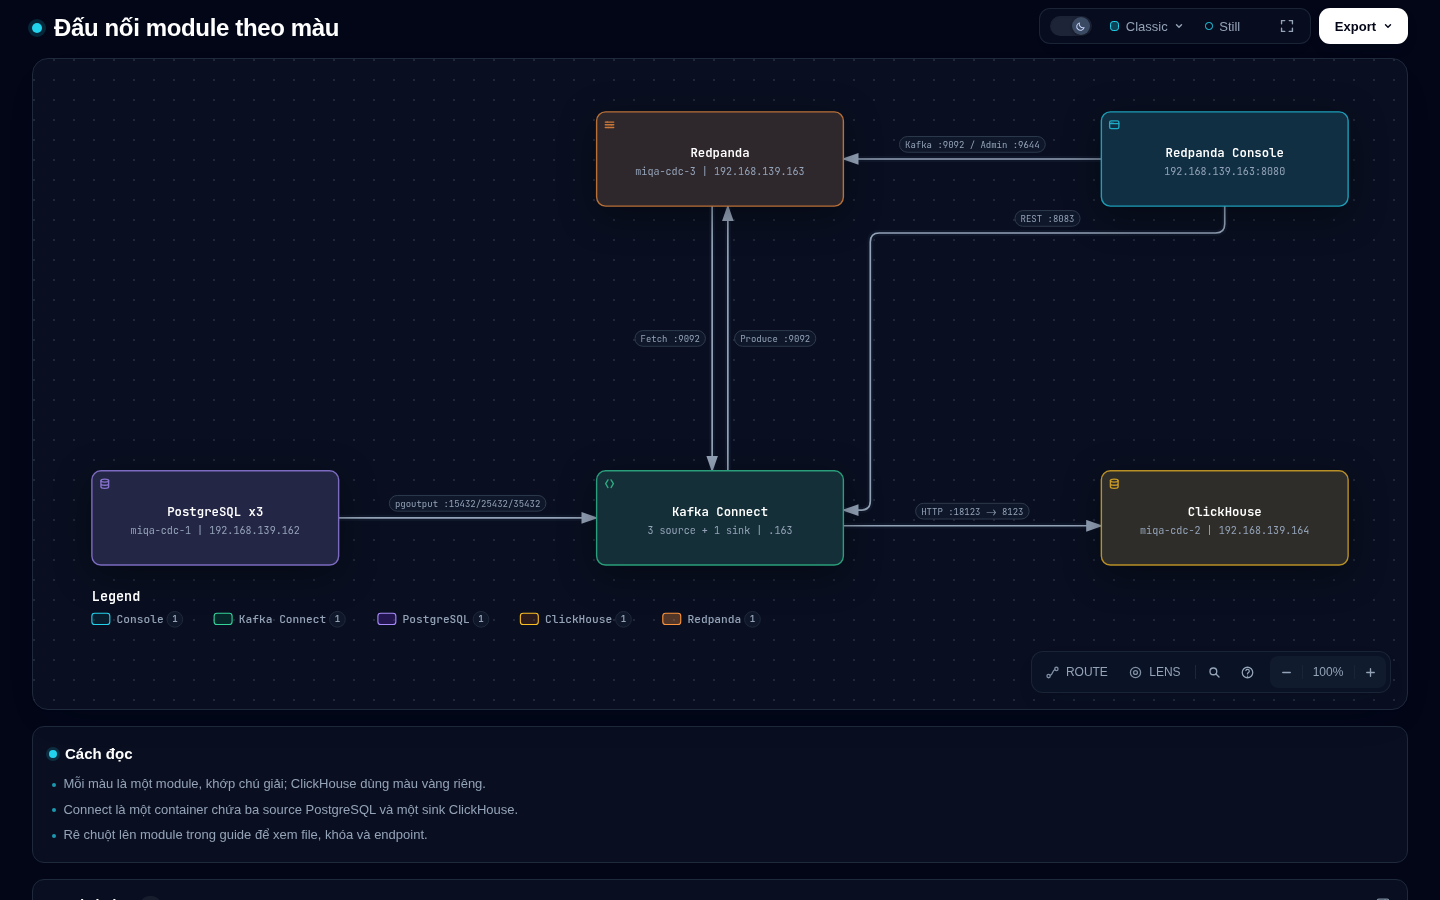 Đấu nối module theo màu
Classic
Still
Export
Redpanda
miqa-cdc-3 | 192.168.139.163
Kafka :9092 / Admin :9644
Redpanda Console
192.168.139.163:8080
REST :8083
Fetch :9092
Produce :9092
PostgreSQL x3
miqa-cdc-1 | 192.168.139.162
pgoutput :15432/25432/35432
Kafka Connect
3 source + 1 sink | .163
HTTP :18123 → 8123
ClickHouse
miqa-cdc-2 | 192.168.139.164
Legend
Console 1
Kafka Connect 1
PostgreSQL 1
ClickHouse 1
Redpanda 1
ROUTE
LENS
100%
Cách đọc
Mỗi màu là một module, khớp chú giải; ClickHouse dùng màu vàng riêng.
Connect là một container chứa ba source PostgreSQL và một sink ClickHouse.
Rê chuột lên module trong guide để xem file, khóa và endpoint.